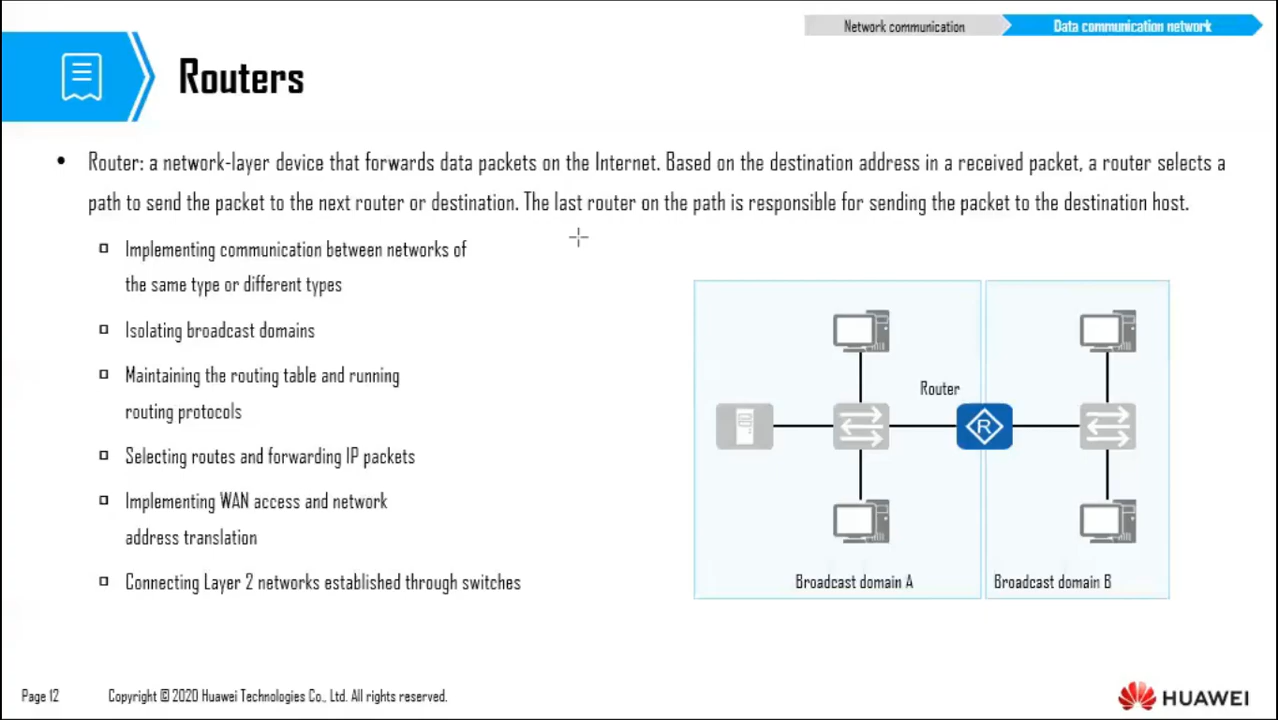 Network communication
Data communication network
Routers
• Router: a network-layer device that forwards data packets on the Internet. Based on the destination address in a received packet, a router selects a
path to send the packet to the next router or destination. The last router on the path is responsible for sending the packet to the destination host.
Implementing communication between networks of
the same type or different types
Isolating broadcast domains
Maintaining the routing table and running
routing protocols
Selecting routes and forwarding IP packets
Implementing WAN access and network
address translation
Connecting Layer 2 networks established through switches
Router
R
Broadcast domain A
Broadcast domain B
Page 12
Copyright © 2020 Huawei Technologies Co., Ltd. All rights reserved.
HUAWEI